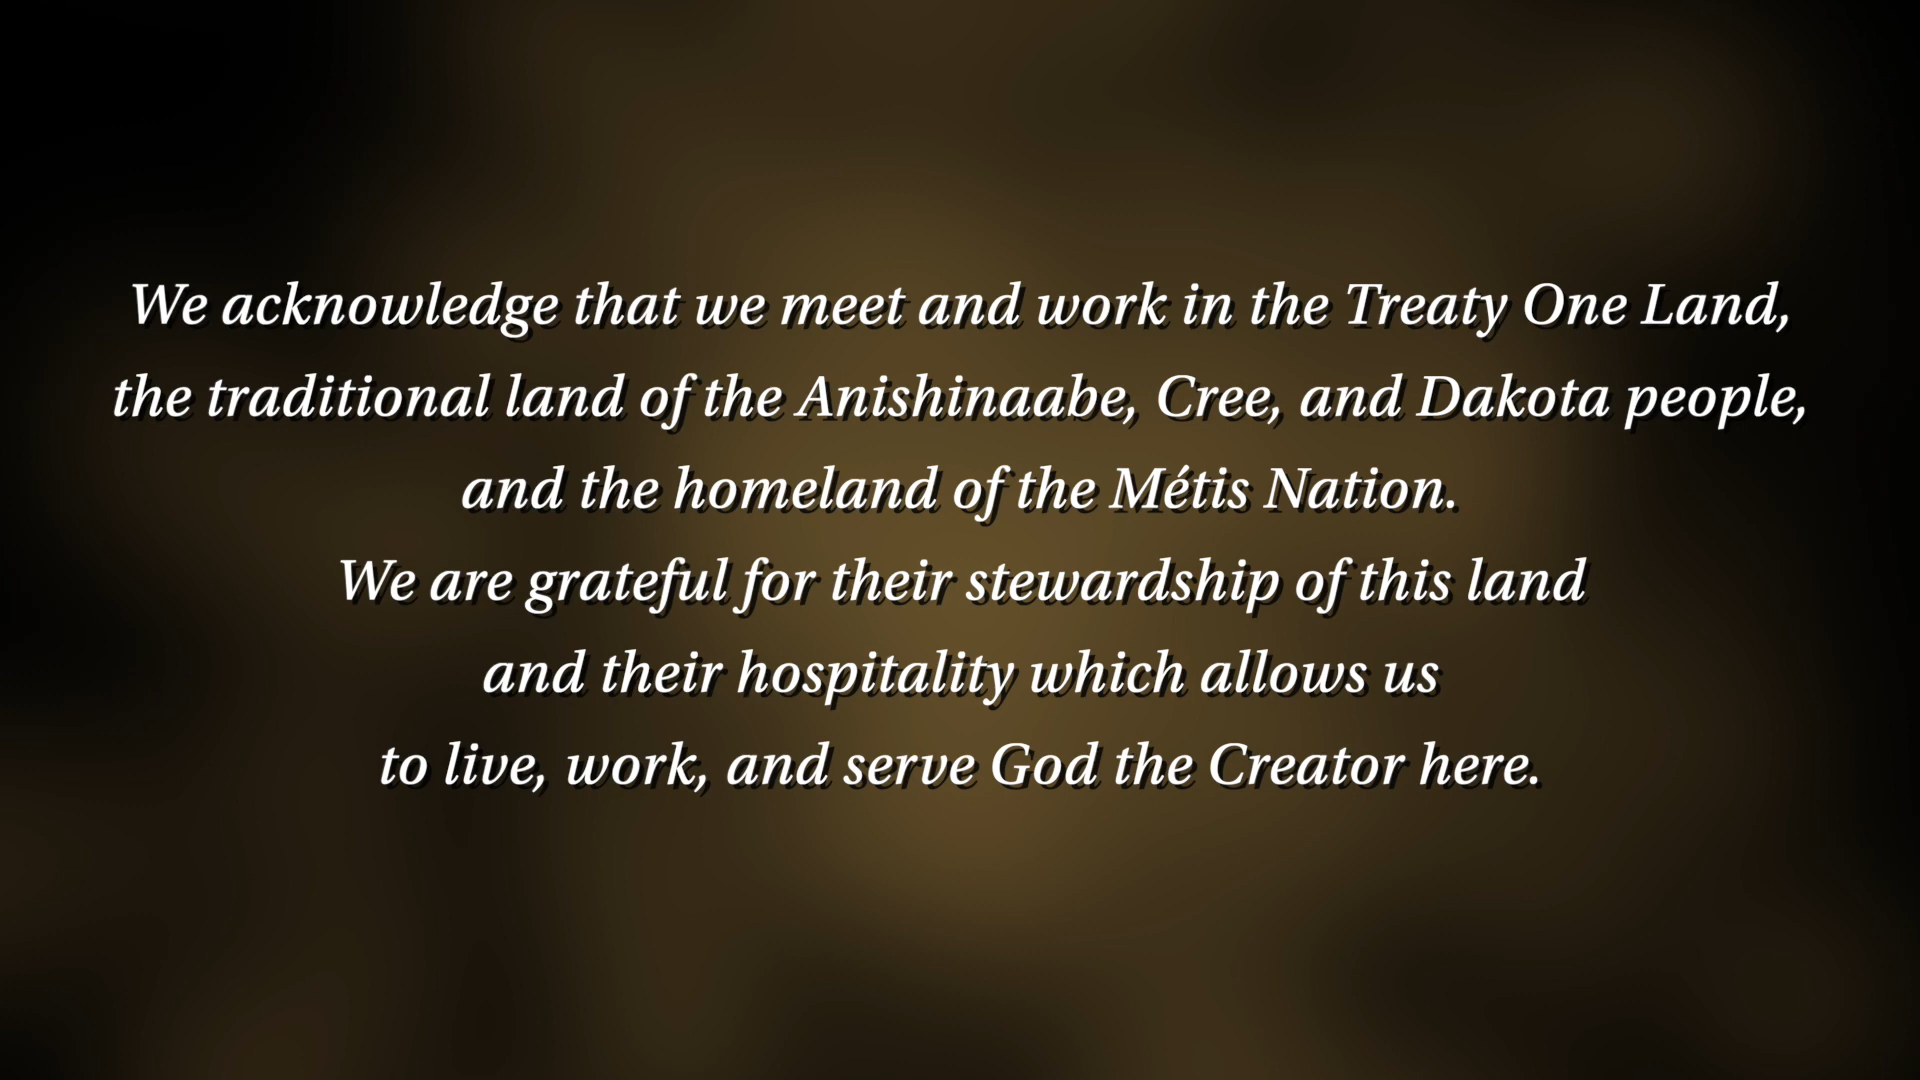 We acknowledge that we meet and work in the Treaty One Land,
the traditional land of the Anishinaabe, Cree, and Dakota people,
and the homeland of the Métis Nation.
We are grateful for their stewardship of this land
and their hospitality which allows us
to live, work, and serve God the Creator here.